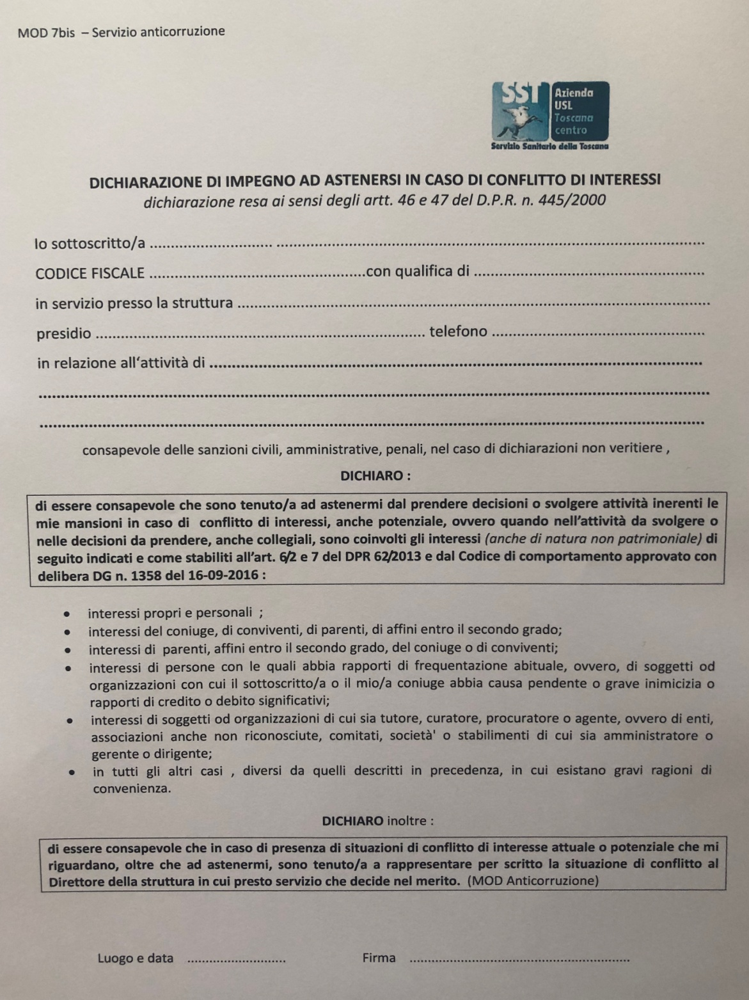 MOD 7bis – Servizio anticorruzione
SST
Azienda
USL
Toscana
centro
Servizio Sanitario della Toscana
DICHIARAZIONE DI IMPEGNO AD ASTENERSI IN CASO DI CONFLITTO DI INTERESSI
dichiarazione resa ai sensi degli artt. 46 e 47 del D.P.R. n. 445/2000
Io sottoscritto/a ................................ ................................................................................................
CODICE FISCALE ........................................................con qualifica di ............................................................
in servizio presso la struttura ............................................................................................................................
presidio ...................................................................................... telefono .......................................................
in relazione all‘attività di ................................................................................................................................
................................................................................................................................................................
................................................................................................................................................................
consapevole delle sanzioni civili, amministrative, penali, nel caso di dichiarazioni non veritiere ,
DICHIARO :
di essere consapevole che sono tenuto/a ad astenermi dal prendere decisioni o svolgere attività inerenti le
mie mansioni in caso di conflitto di interessi, anche potenziale, ovvero quando nell’attività da svolgere o
nelle decisioni da prendere, anche collegiali, sono coinvolti gli interessi (anche di natura non patrimoniale) di
seguito indicati e come stabiliti all’art. 6/2 e 7 del DPR 62/2013 e dal Codice di comportamento approvato con
delibera DG n. 1358 del 16-09-2016 :
• interessi propri e personali ;
• interessi del coniuge, di conviventi, di parenti, di affini entro il secondo grado;
• interessi di parenti, affini entro il secondo grado, del coniuge o di conviventi;
• interessi di persone con le quali abbia rapporti di frequentazione abituale, ovvero, di soggetti od
organizzazioni con cui il sottoscritto/a o il mio/a coniuge abbia causa pendente o grave inimicizia o
rapporti di credito o debito significativi;
• interessi di soggetti od organizzazioni di cui sia tutore, curatore, procuratore o agente, ovvero di enti,
associazioni anche non riconosciute, comitati, società' o stabilimenti di cui sia amministratore o
gerente o dirigente;
• in tutti gli altri casi , diversi da quelli descritti in precedenza, in cui esistano gravi ragioni di
convenienza.
DICHIARO inoltre :
di essere consapevole che in caso di presenza di situazioni di conflitto di interesse attuale o potenziale che mi
riguardano, oltre che ad astenermi, sono tenuto/a a rappresentare per scritto la situazione di conflitto al
Direttore della struttura in cui presto servizio che decide nel merito. (MOD Anticorruzione)
Luogo e data .......................... Firma ..........................................................